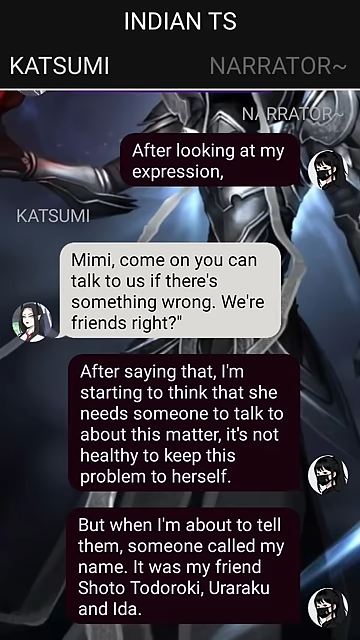 INDIAN TS
KATSUMI
NARRATOR~
NARRATOR~
After looking at my
expression,
KATSUMI
Mimi, come on you can
talk to us if there's
something wrong. We're
friends right?"
After saying that, I'm
starting to think that she
needs someone to talk to
about this matter, it's not
healthy to keep this
problem to herself.
But when I'm about to tell
them, someone called my
name. It was my friend
Shoto Todoroki, Uraraku
and Ida.